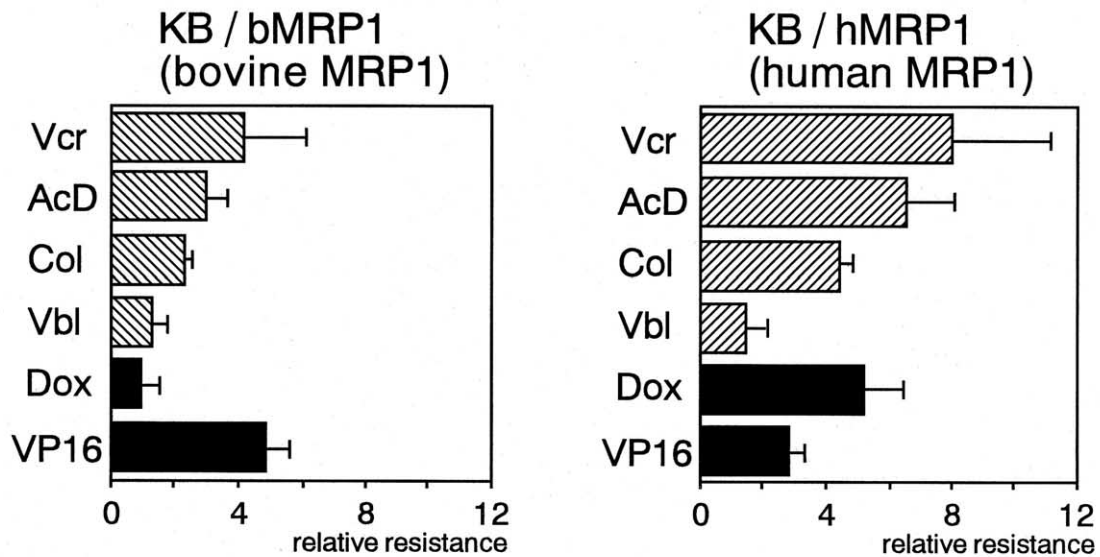 KB / bMRP1
(bovine MRP1)
Vcr
AcD
Col
Vbl
Dox
VP16
0 4 8 12
relative resistance
KB / hMRP1
(human MRP1)
Vcr
AcD
Col
Vbl
Dox
VP16
0 4 8 12
relative resistance